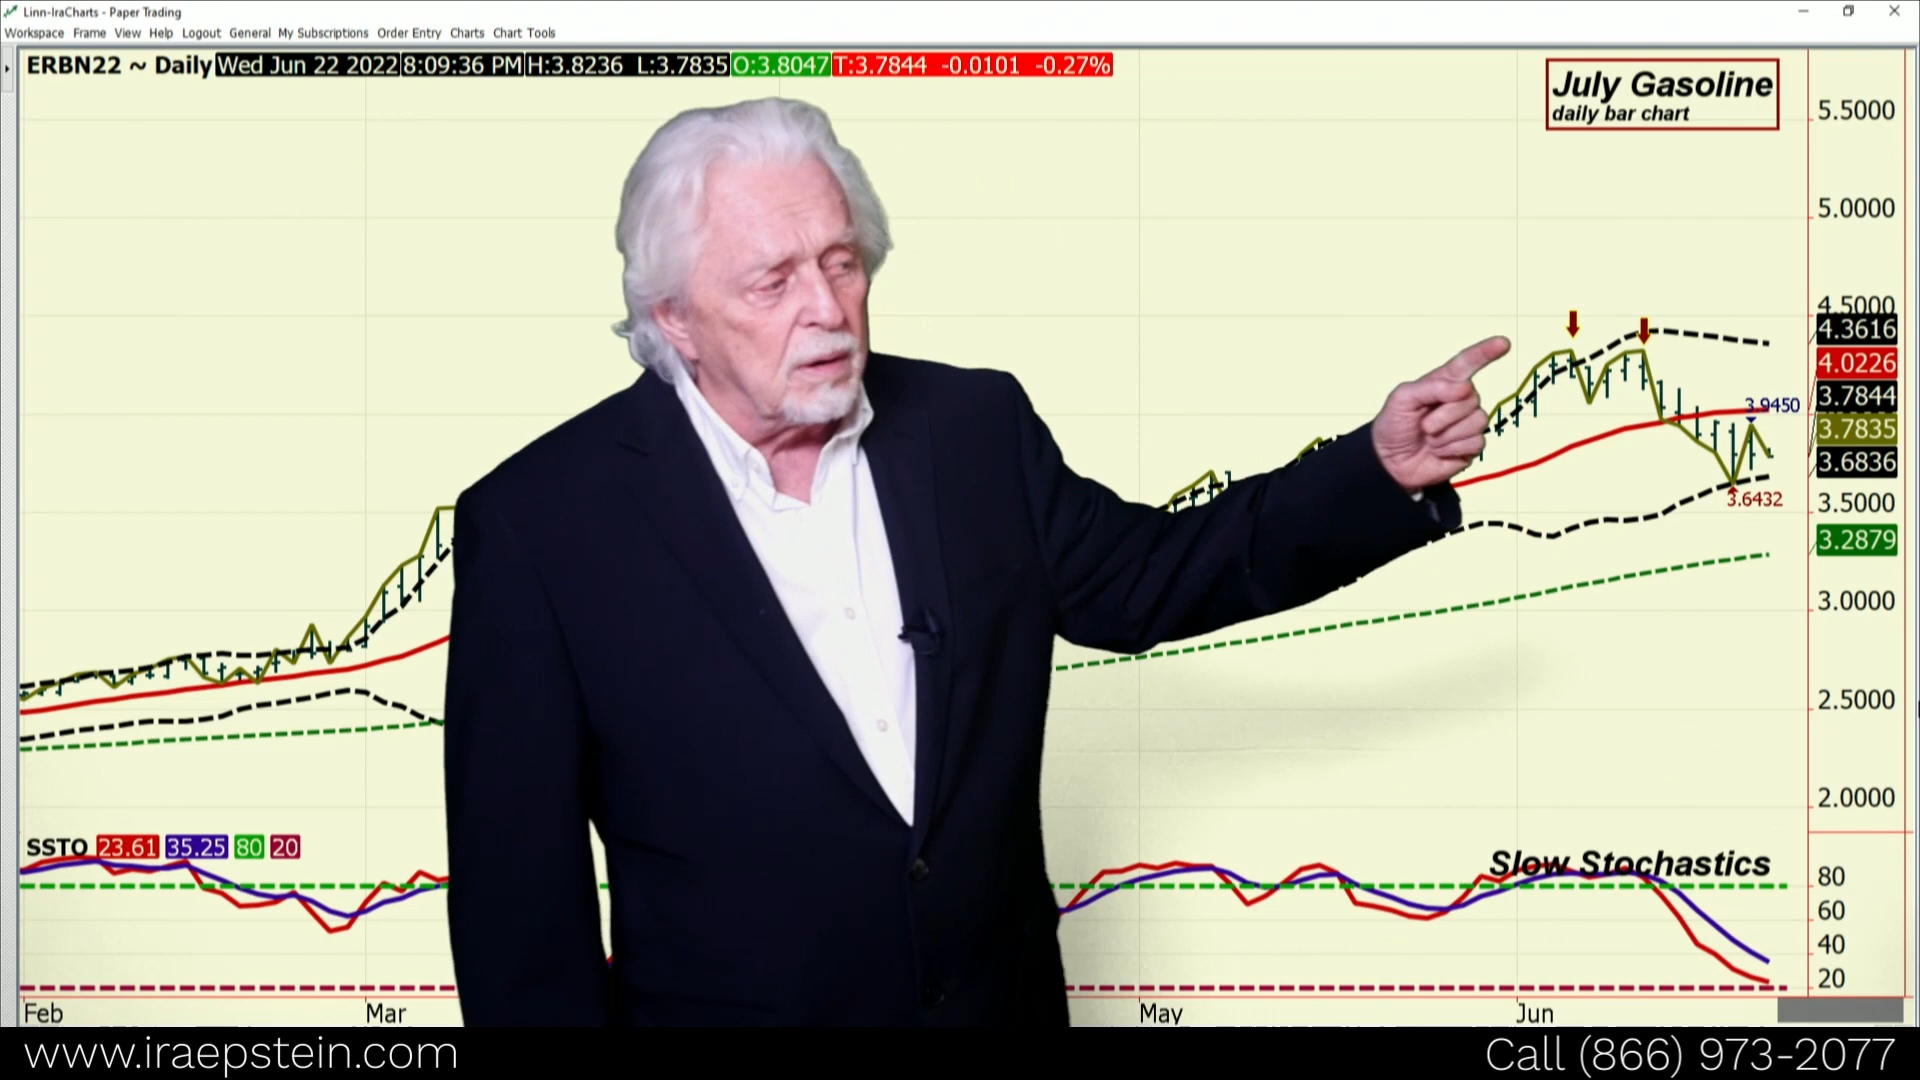 Linn-IraCharts - Paper Trading
Workspace Frame View Help Logout General My Subscriptions Order Entry Charts Chart Tools
ERBN22 ~ Daily Wed Jun 22 2022 8:09:36 PM H:3.8236 L:3.7835 O:3.8047 T:3.7844 -0.0101 -0.27%
July Gasoline
daily bar chart
5.5000
5.0000
4.5000
4.3616
4.0226
3.7844
3.9450
3.7835
3.6836
3.6432
3.5000
3.2879
3.0000
2.5000
2.0000
SSTO 23.61 35.25 80 20
Slow Stochastics
80
60
40
20
Feb Mar May Jun
www.iraepstein.com Call (866) 973-2077